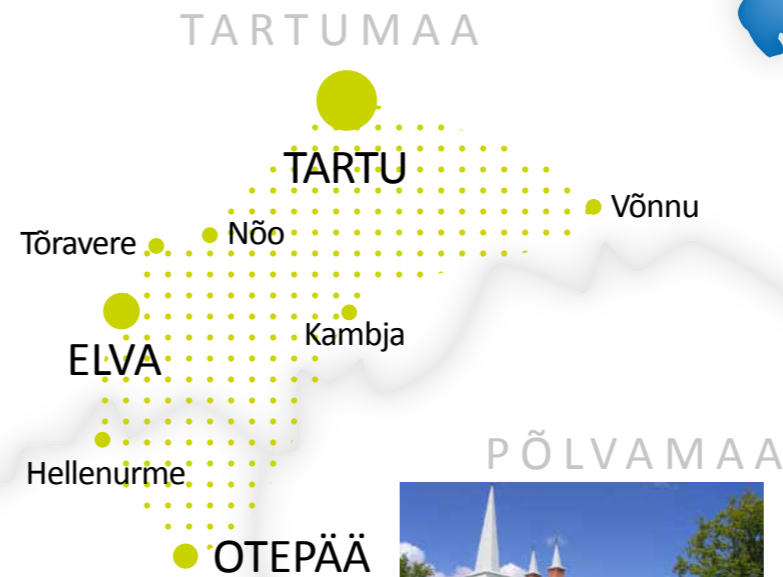 TARTUMAA
TARTU
Võnnu
Nõo
Tõravere
Kambja
ELVA
PÕLVAMAA
Hellenurme
OTEPÄÄ